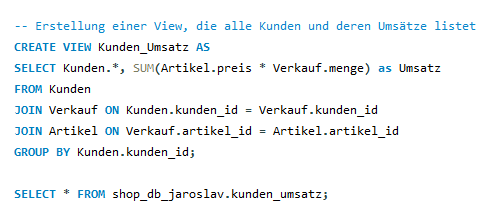 -- Erstellung einer View, die alle Kunden und deren Umsätze listet
CREATE VIEW Kunden_Umsatz AS
SELECT Kunden.*, SUM(Artikel.preis * Verkauf.menge) as Umsatz
FROM Kunden
JOIN Verkauf ON Kunden.kunden_id = Verkauf.kunden_id
JOIN Artikel ON Verkauf.artikel_id = Artikel.artikel_id
GROUP BY Kunden.kunden_id;
SELECT * FROM shop_db_jaroslav.kunden_umsatz;